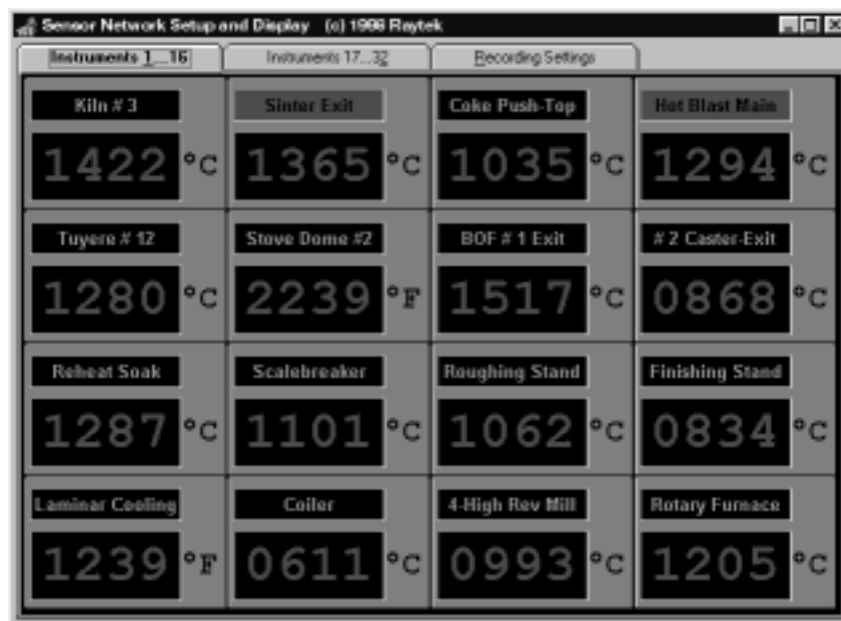 Sensor Network Setup and Display (c) 1996 Raytek
Instruments 1...16 Instruments 17...32 Recording Settings
Kiln # 3 Sinter Exit Coke Push-Top Hot Blast Main
1422 °C 1365 °C 1035 °C 1294 °C
Tuyere # 12 Stove Dome #2 BOF # 1 Exit # 2 Caster-Exit
1280 °C 2239 °F 1517 °C 0868 °C
Reheat Soak Scalebreaker Roughing Stand Finishing Stand
1287 °C 1101 °C 1062 °C 0834 °C
Laminar Cooling Coiler 4-High Rev Mill Rotary Furnace
1239 °F 0611 °C 0993 °C 1205 °C